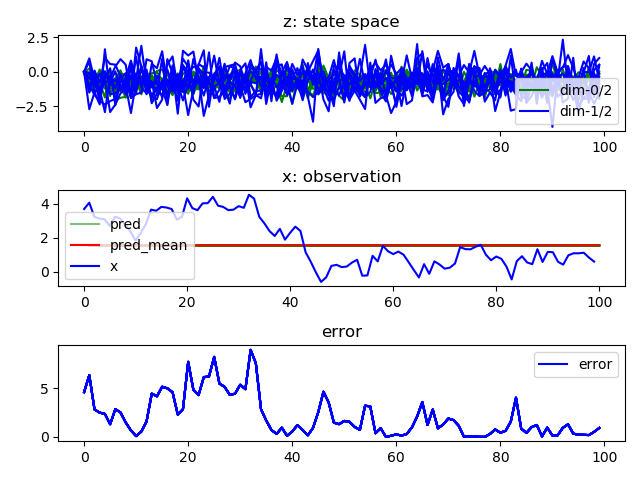 z: state space
2.5
0.0
−2.5
dim-0/2
dim-1/2
0 20 40 60 80 100
x: observation
4
2
0
pred
pred_mean
x
0 20 40 60 80 100
error
5
0
error
0 20 40 60 80 100